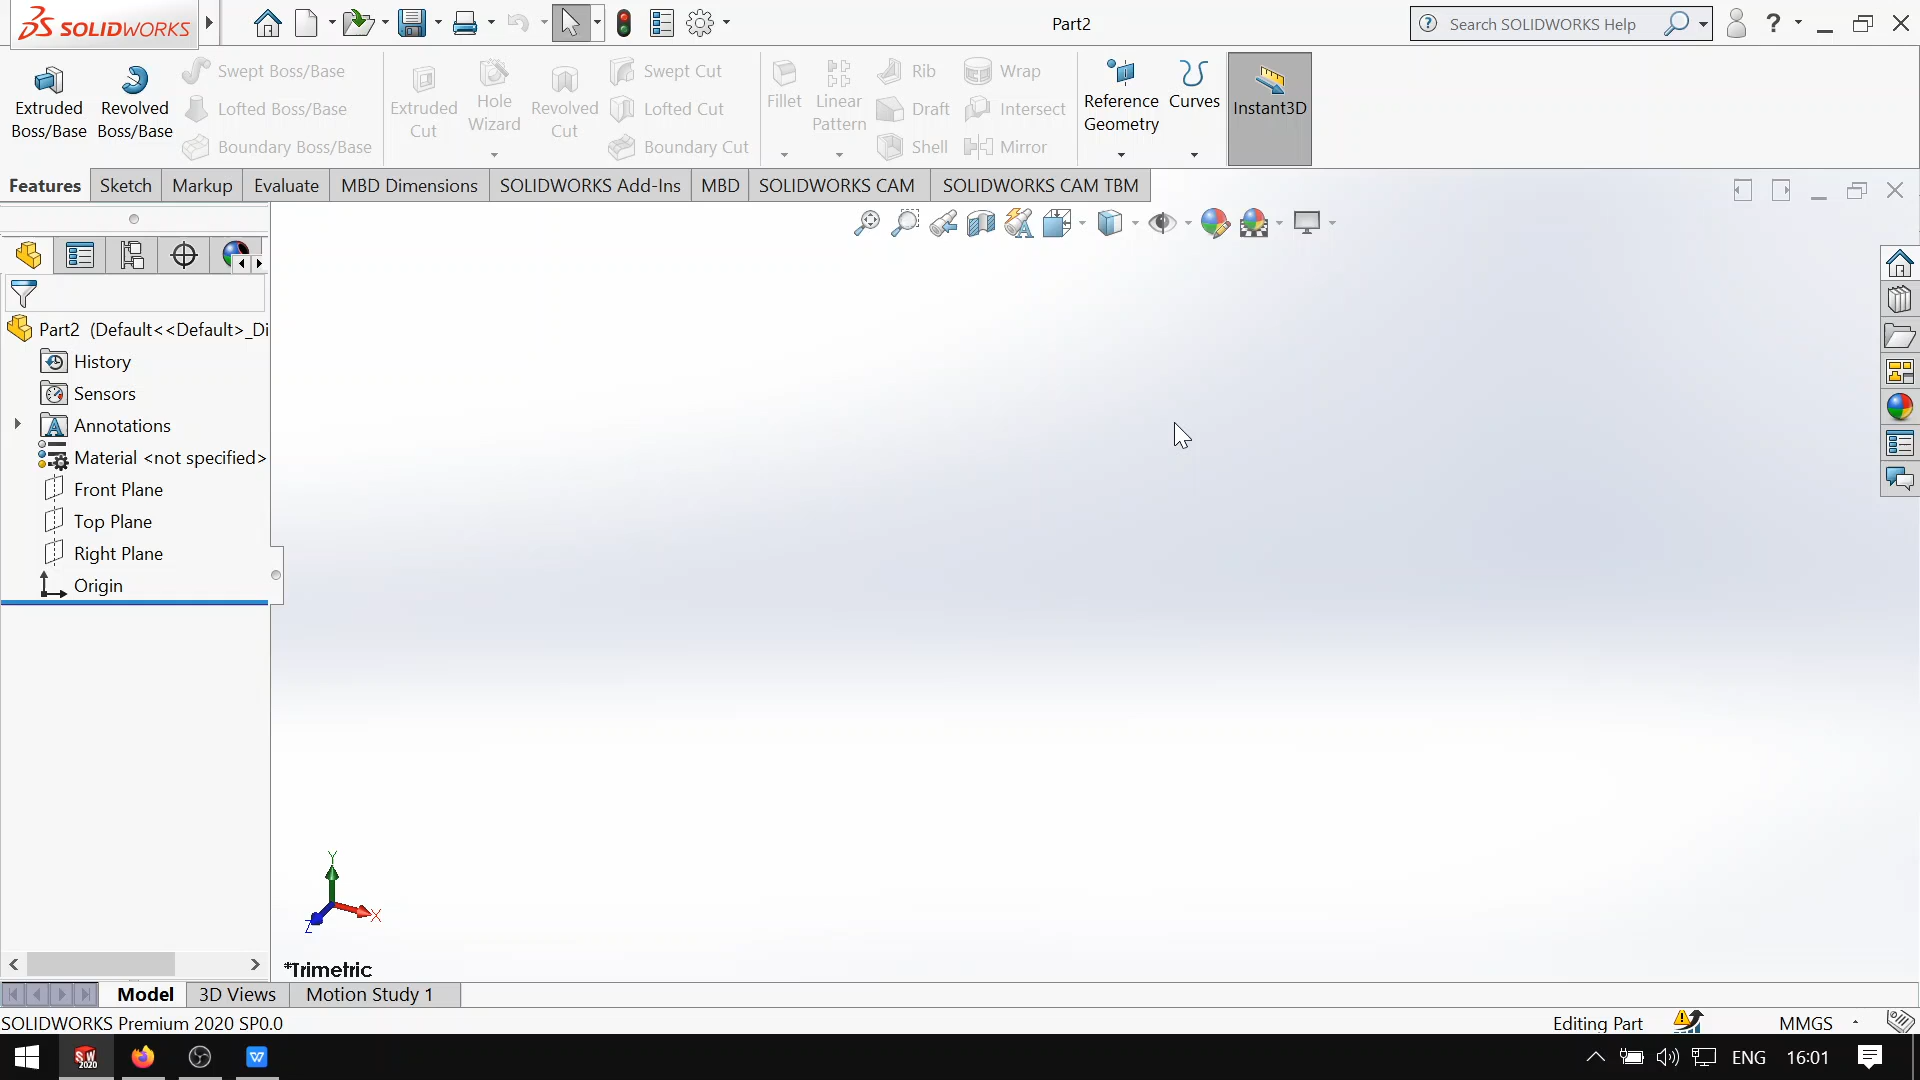 SOLIDWORKS
Part2
Search SOLIDWORKS Help
Extruded Boss/Base
Revolved Boss/Base
Swept Boss/Base
Lofted Boss/Base
Boundary Boss/Base
Extruded Cut
Hole Wizard
Revolved Cut
Swept Cut
Lofted Cut
Boundary Cut
Fillet
Linear Pattern
Rib
Draft
Shell
Wrap
Intersect
Mirror
Reference Geometry
Curves
Instant3D
Features
Sketch
Markup
Evaluate
MBD Dimensions
SOLIDWORKS Add-Ins
MBD
SOLIDWORKS CAM
SOLIDWORKS CAM TBM
Part2 (Default<<Default>_Di
History
Sensors
Annotations
Material <not specified>
Front Plane
Top Plane
Right Plane
Origin
Y
X
Z
*Trimetric
Model
3D Views
Motion Study 1
SOLIDWORKS Premium 2020 SP0.0
Editing Part
MMGS
SW 2020
W
ENG
16:01